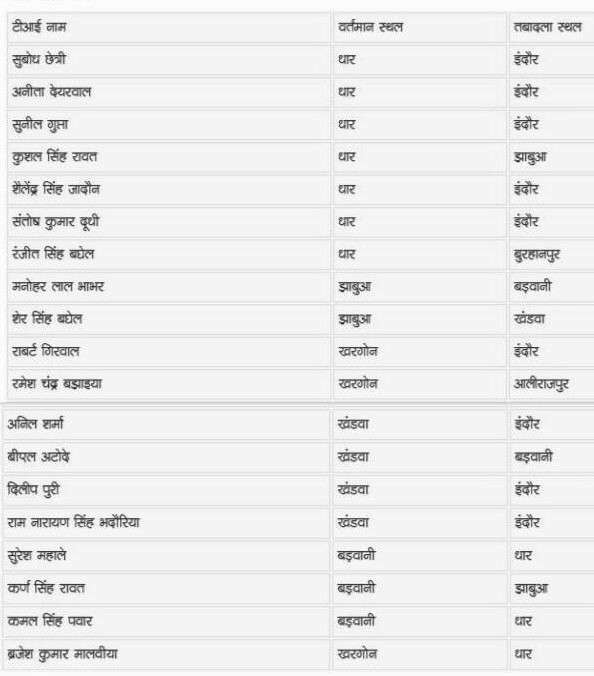 टीआई नाम वर्तमान स्थल तबादला स्थल
सुबोध छेत्री धार इंदौर
अनीता देयरवाल धार इंदौर
सुनील गुप्ता धार इंदौर
कुशल सिंह रावत धार झाबुआ
शैलेंद्र सिंह जादौन धार इंदौर
संतोष कुमार दूधी धार इंदौर
रंजीत सिंह बघेल धार बुरहानपुर
मनोहर लाल भाभर झाबुआ बड़वानी
शेर सिंह बघेल झाबुआ खंडवा
राबर्ट गिरवाल खरगोन इंदौर
रमेश चंद्र बझाइया खरगोन आलीराजपुर
अनिल शर्मा खंडवा इंदौर
बीएल अटोदे खंडवा बड़वानी
दिलीप पुरी खंडवा इंदौर
राम नारायण सिंह भदौरिया खंडवा इंदौर
सुरेश महाले बड़वानी धार
कर्ण सिंह रावत बड़वानी झाबुआ
कमल सिंह पवार बड़वानी धार
ब्रजेश कुमार मालवीया खरगोन धार